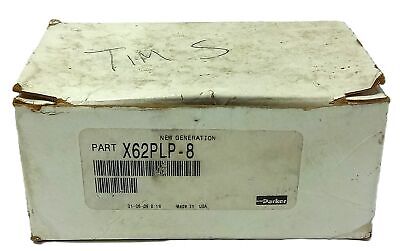 TIM S
NEW GENERATION
PART X62PLP-8
Parker
Made in USA